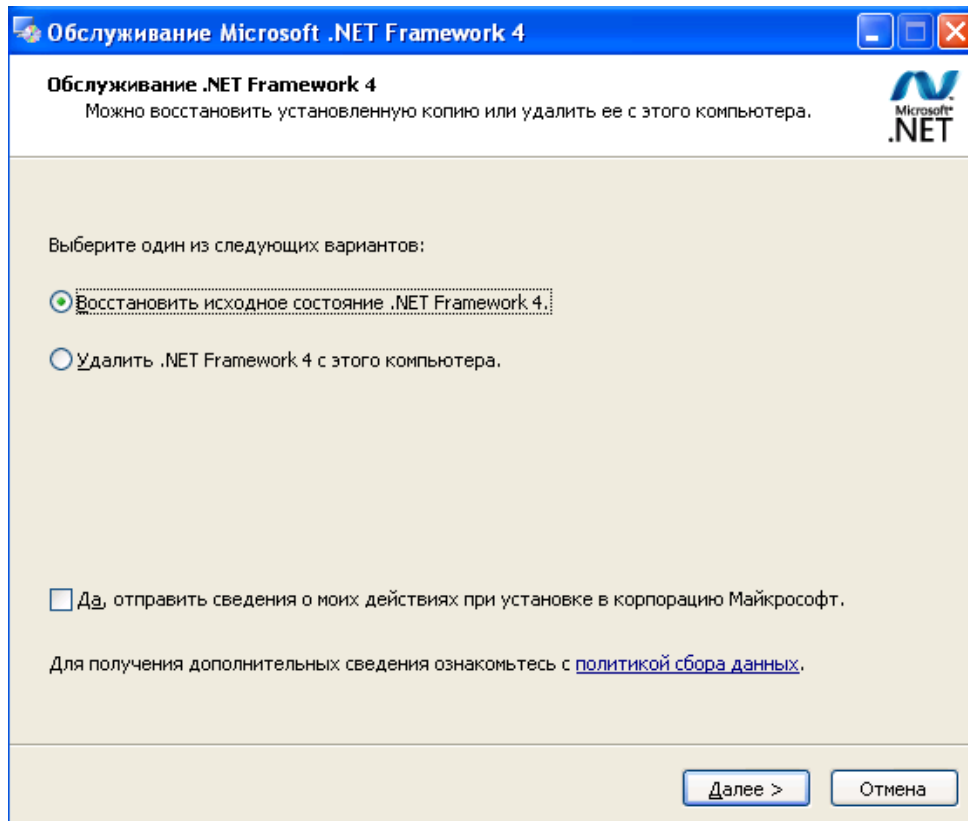 Обслуживание Microsoft .NET Framework 4
Обслуживание .NET Framework 4
Можно восстановить установленную копию или удалить ее с этого компьютера.
Microsoft®
.NET
Выберите один из следующих вариантов:
Восстановить исходное состояние .NET Framework 4.
Удалить .NET Framework 4 с этого компьютера.
Да, отправить сведения о моих действиях при установке в корпорацию Майкрософт.
Для получения дополнительных сведения ознакомьтесь с политикой сбора данных.
Далее >
Отмена